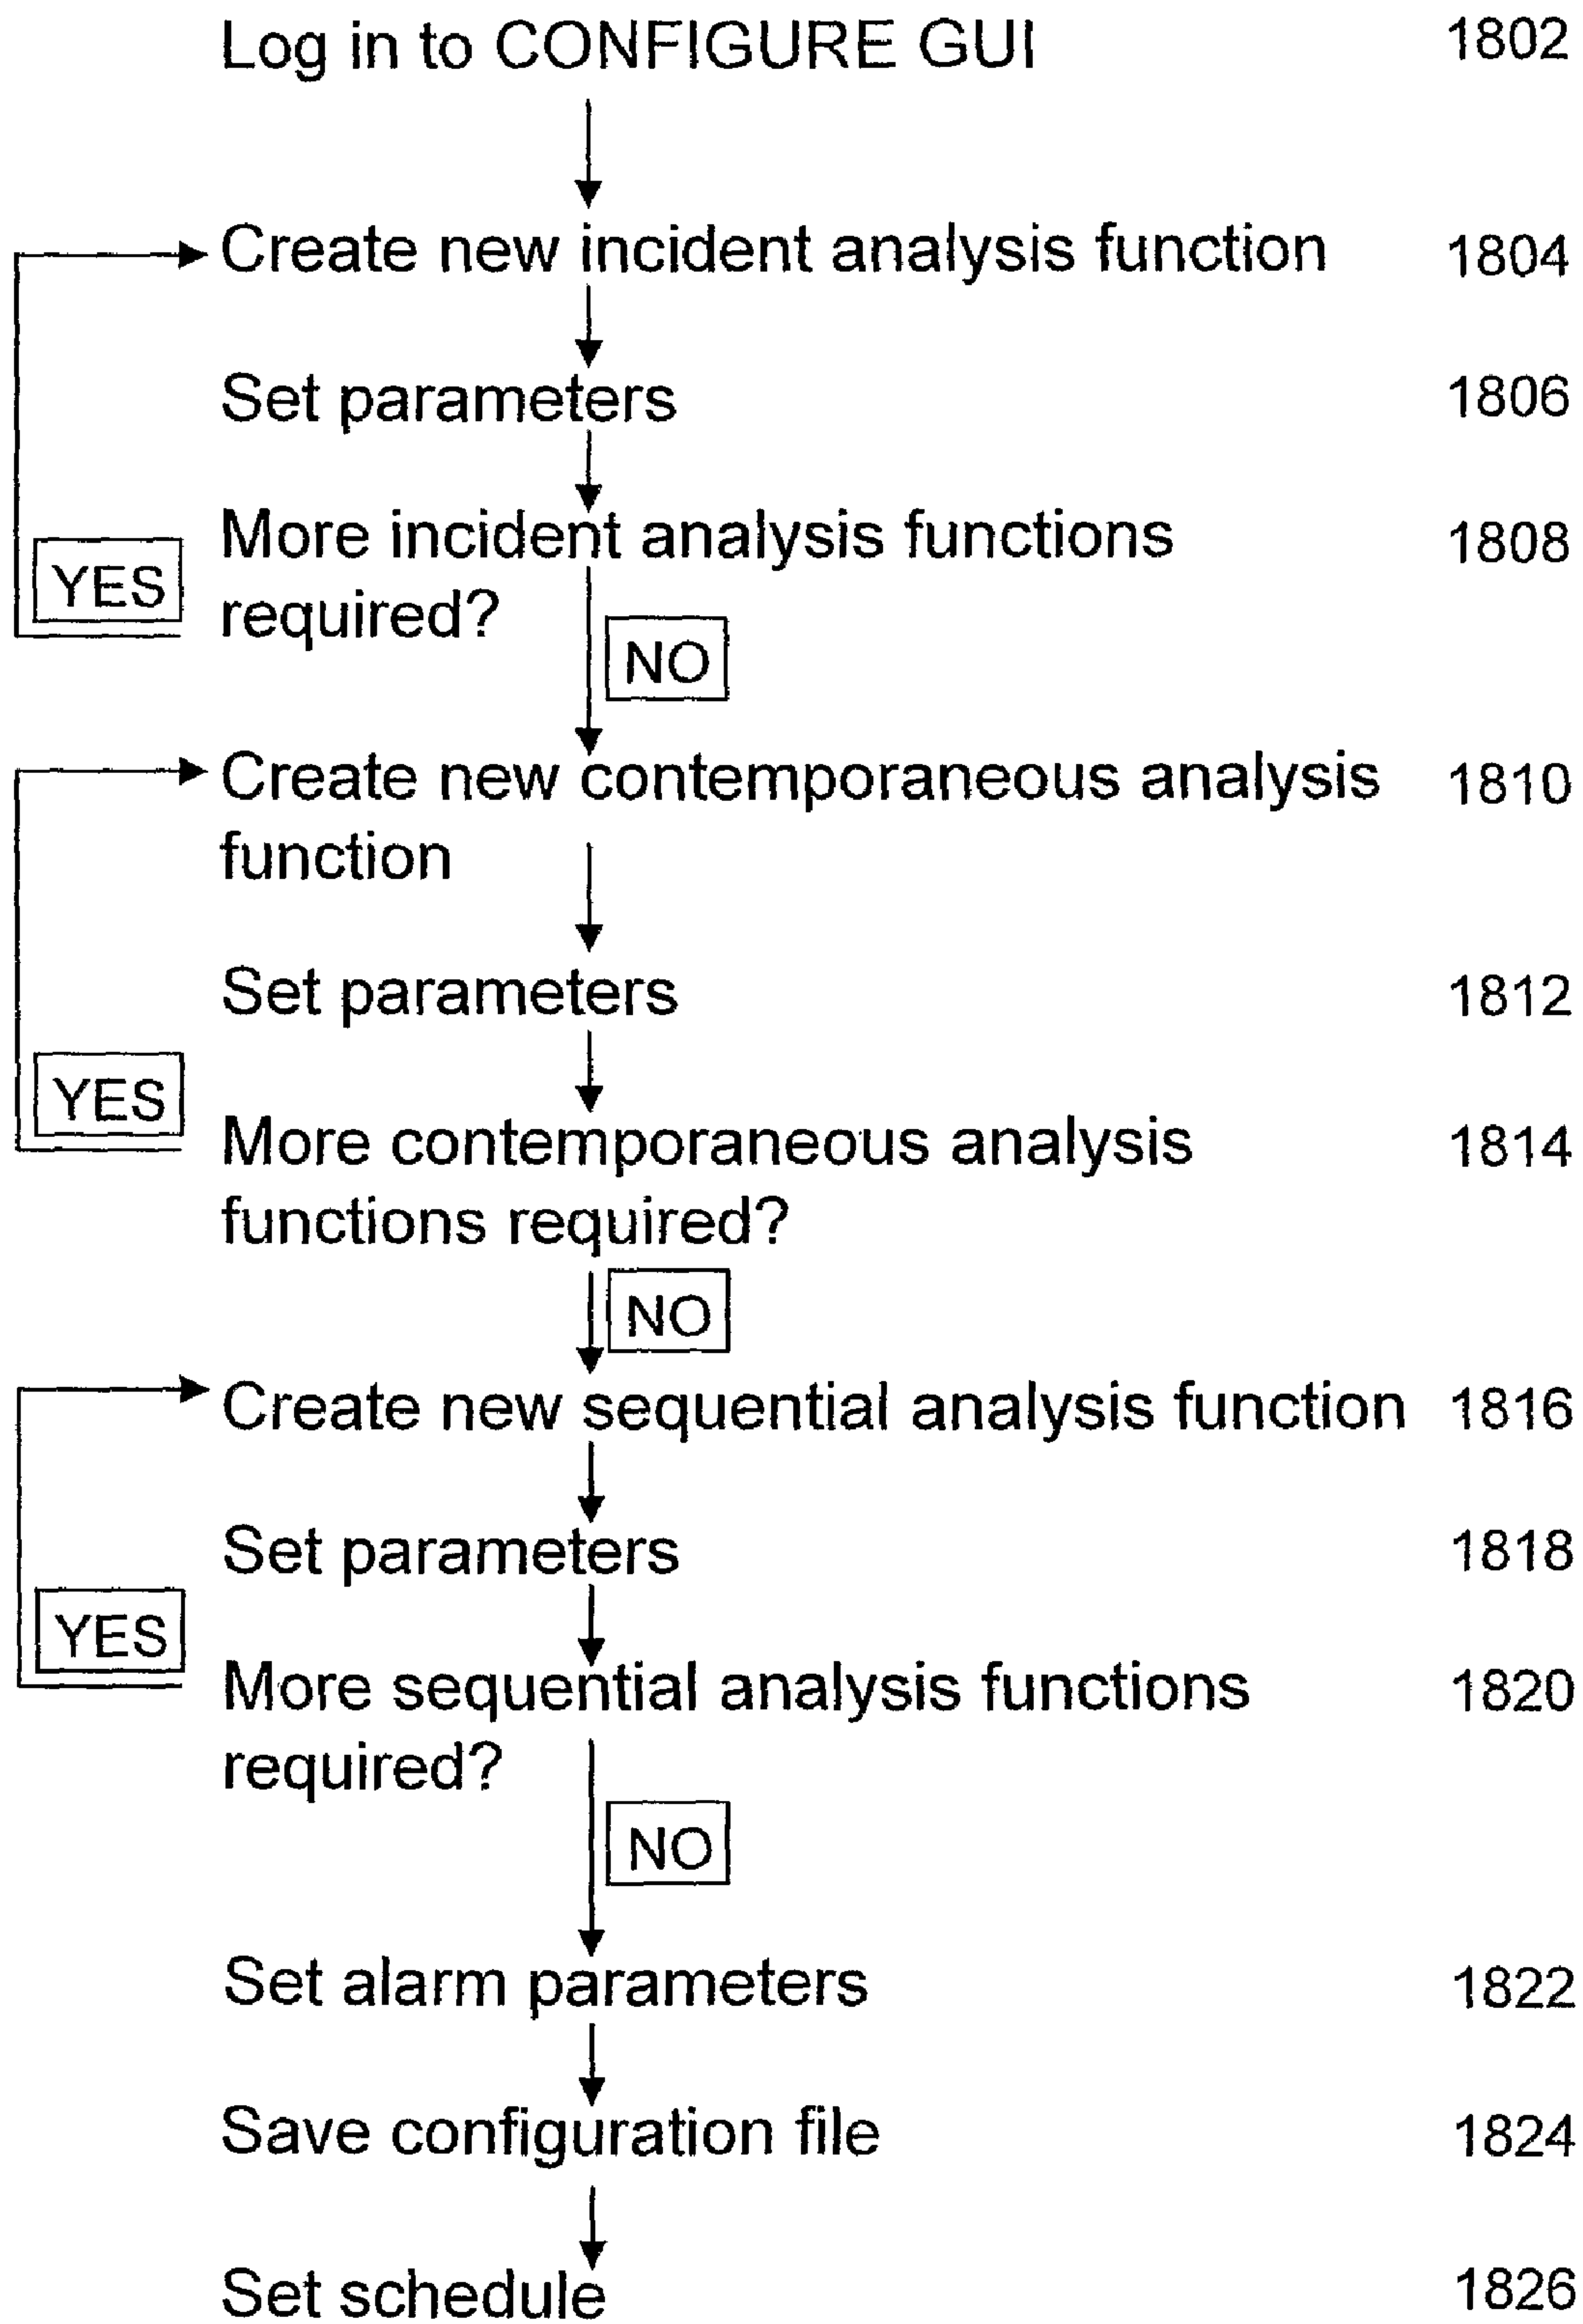 Log in to CONFIGURE GUI 1802
Create new incident analysis function 1804
Set parameters 1806
More incident analysis functions 1808
YES
required?
NO
Create new contemporaneous analysis 1810
function
Set parameters 1812
YES
More contemporaneous analysis 1814
functions required?
NO
Create new sequential analysis function 1816
Set parameters 1818
YES
More sequential analysis functions 1820
required?
NO
Set alarm parameters 1822
Save configuration file 1824
Set schedule 1826